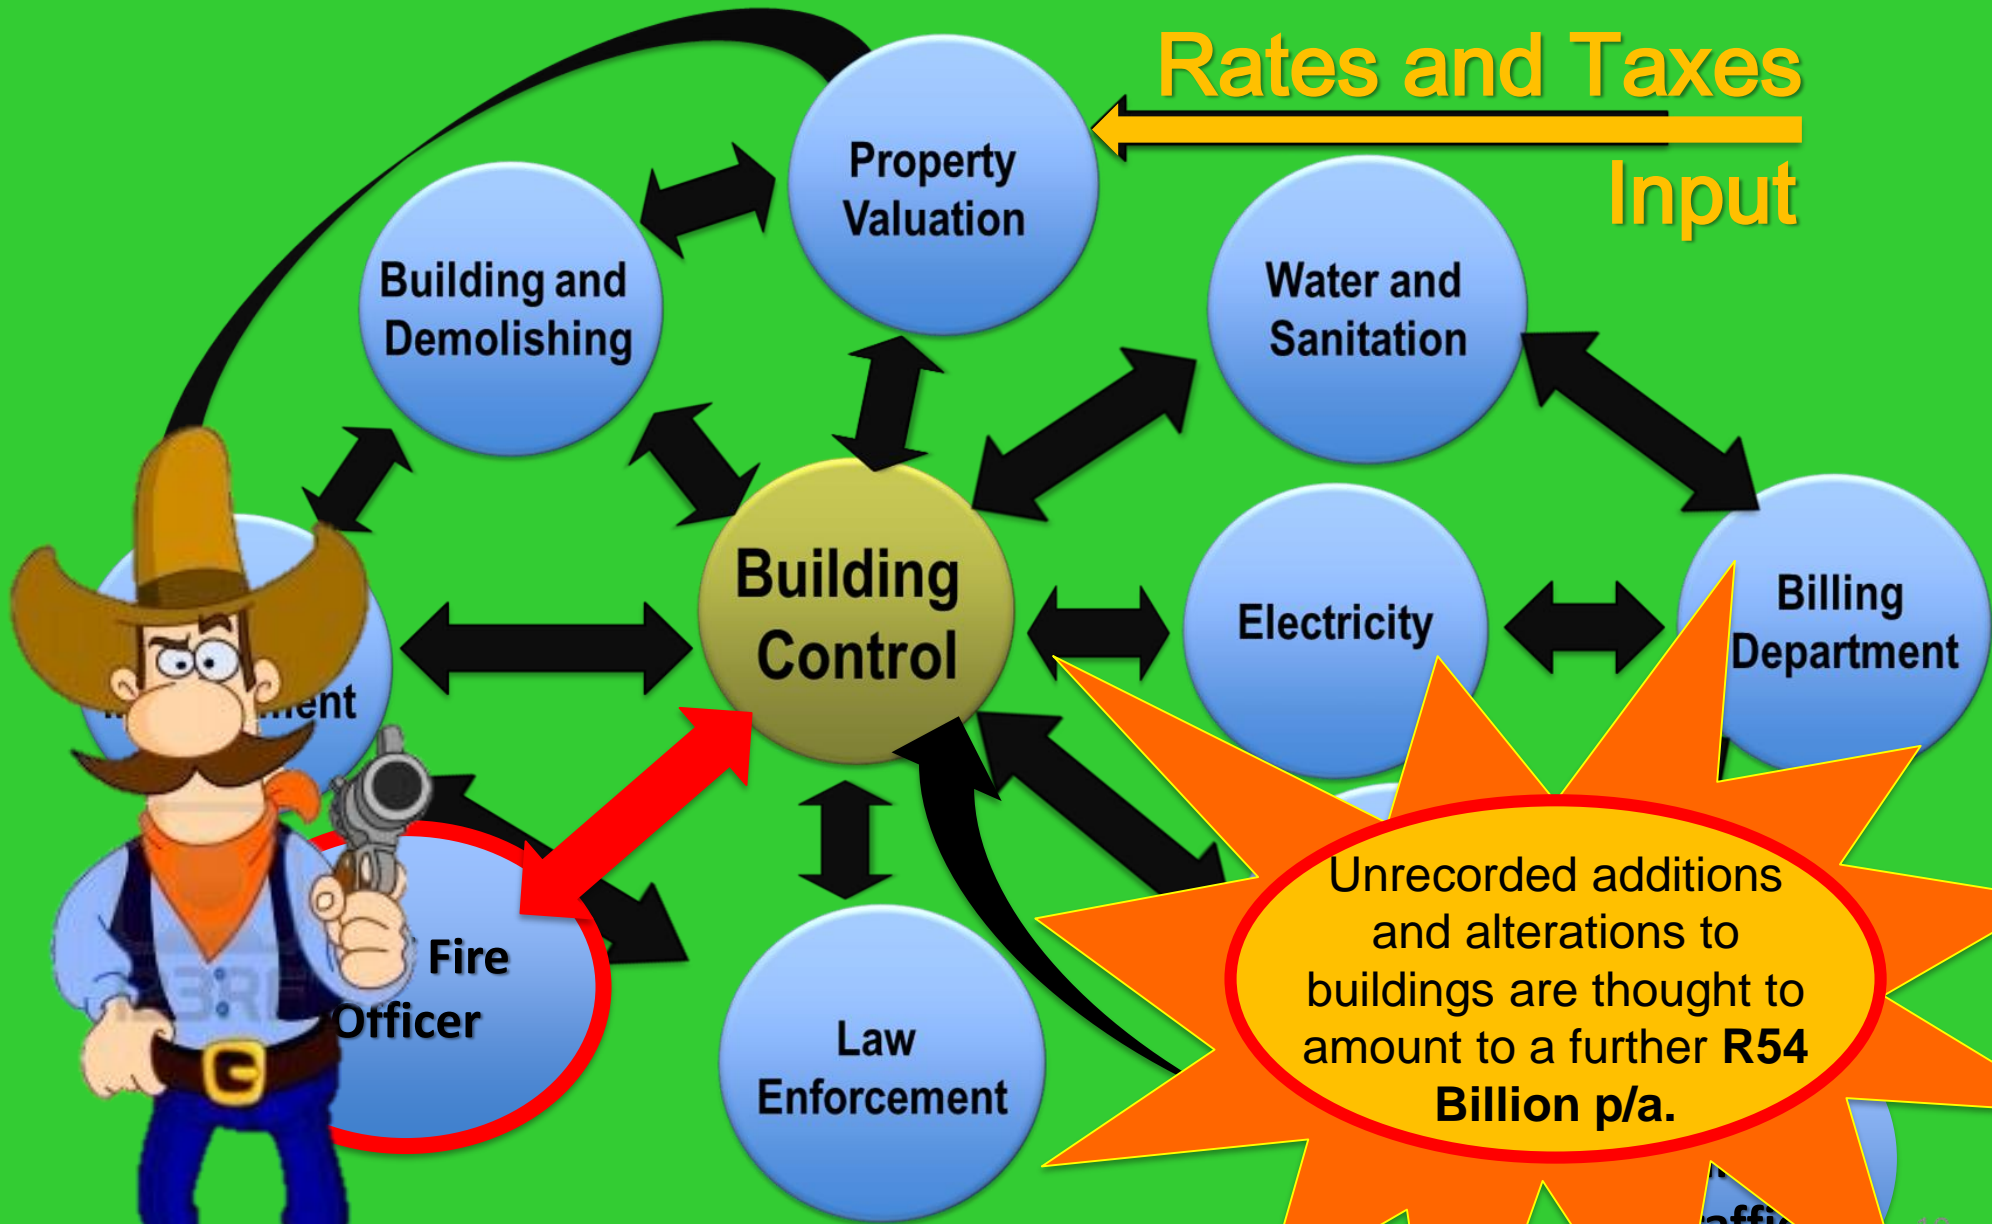 Rates and Taxes
Input
Property
Valuation
Building and
Demolishing
Water and
Sanitation
Building
Control
Electricity
Billing
Department
Fire
Officer
Law
Enforcement
Unrecorded additions
and alterations to
buildings are thought to
amount to a further R54
Billion p/a.